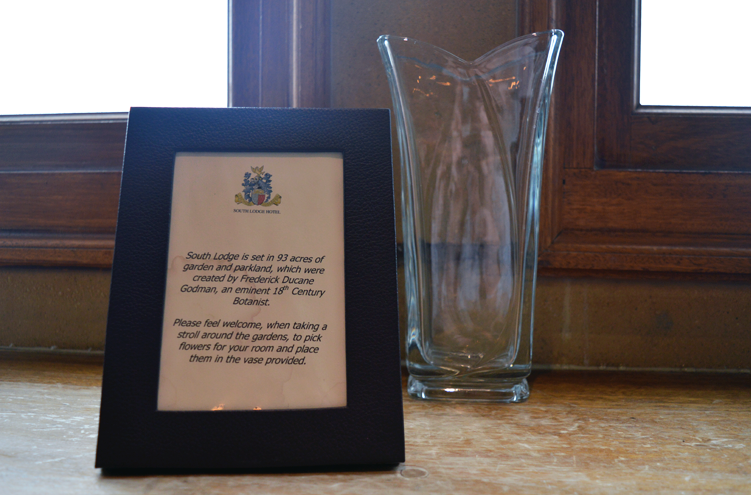 SOUTH LODGE HOTEL
South Lodge is set in 93 acres of
garden and parkland, which were
created by Frederick Ducane
Godman, an eminent 18th Century
Botanist.
Please feel welcome, when taking a
stroll around the gardens, to pick
flowers for your room and place
them in the vase provided.